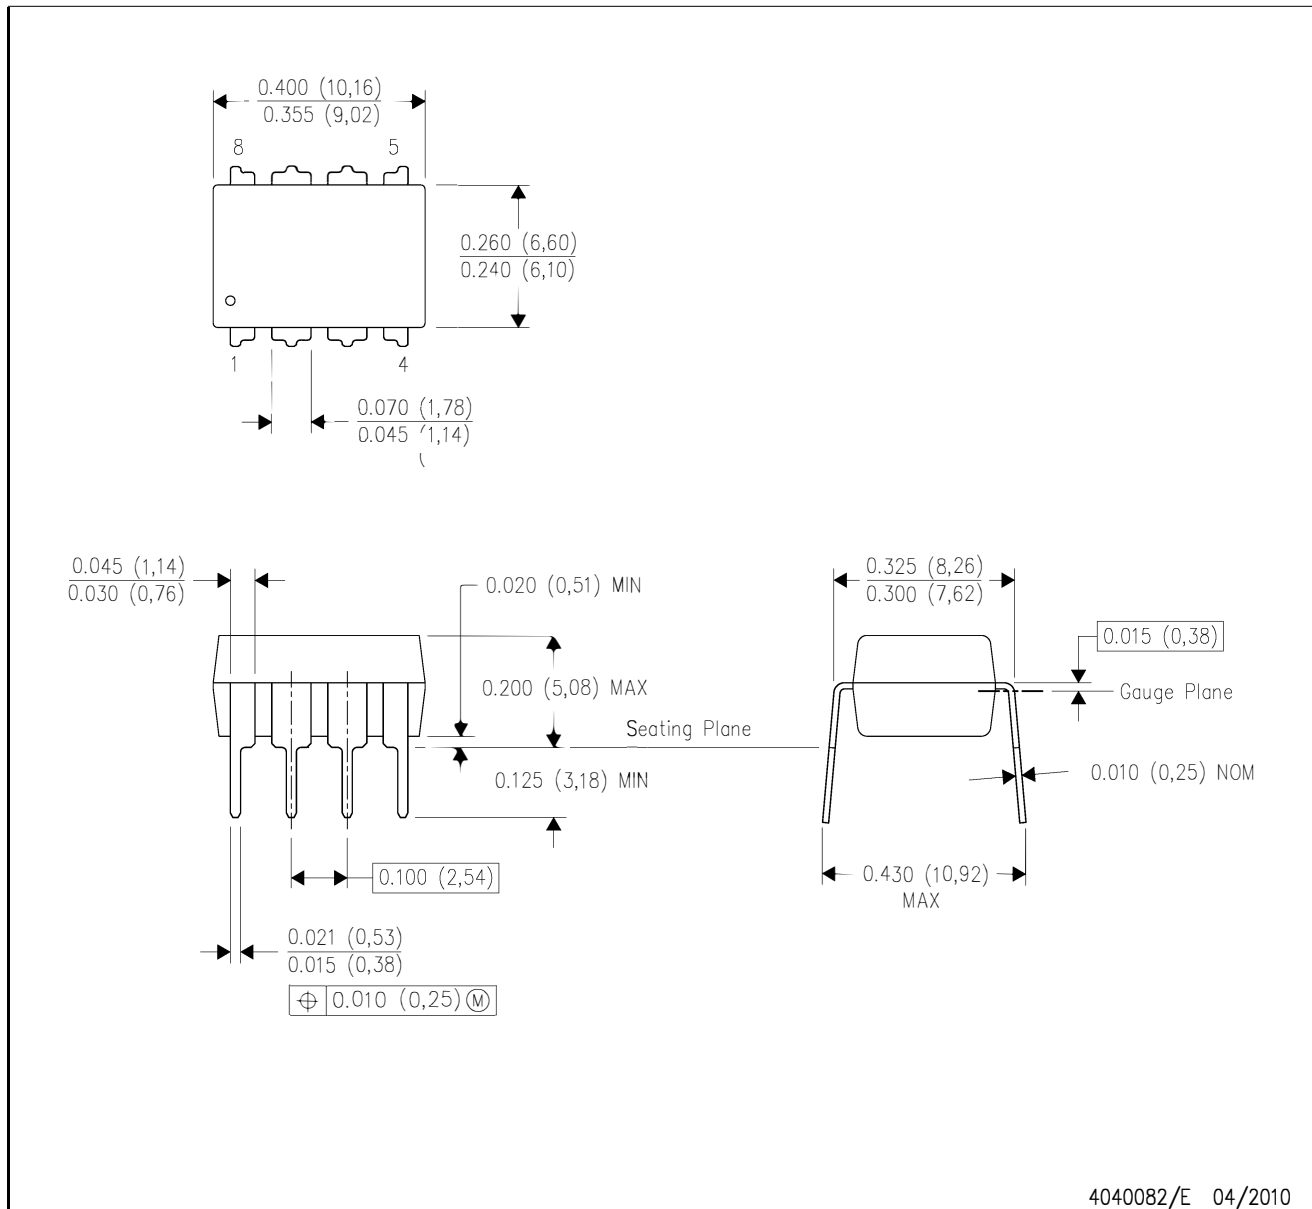 0.400 (10,16)
0.355 (9,02)
8 5
0.260 (6,60)
0.240 (6,10)
1 4
0.070 (1,78)
0.045 (1,14)
0.045 (1,14)
0.030 (0,76)
0.020 (0,51) MIN
0.325 (8,26)
0.300 (7,62)
0.015 (0,38)
0.200 (5,08) MAX
Gauge Plane
Seating Plane
0.125 (3,18) MIN
0.010 (0,25) NOM
0.100 (2,54)
0.430 (10,92)
MAX
0.021 (0,53)
0.015 (0,38)
⌖ 0.010 (0,25) Ⓜ
4040082/E 04/2010